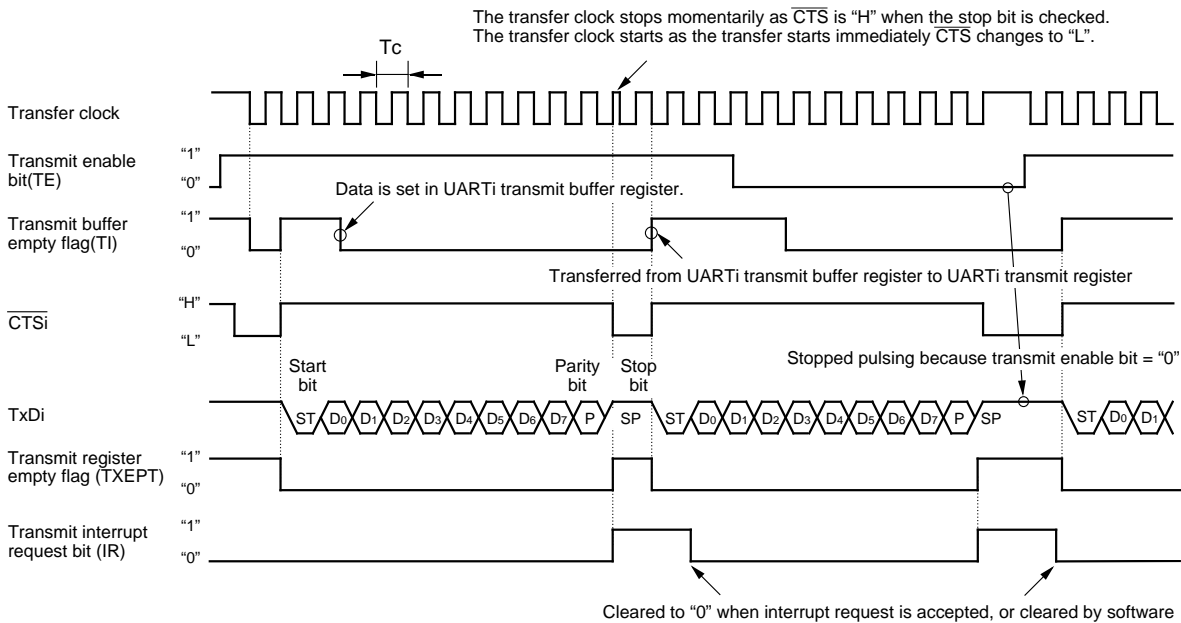 The transfer clock stops momentarily as CTS is “H” when the stop bit is checked.
The transfer clock starts as the transfer starts immediately CTS changes to “L”.
Tc
Transfer clock
Transmit enable
bit(TE)
“1”
“0”
Data is set in UARTi transmit buffer register.
Transmit buffer
empty flag(TI)
“1”
“0”
Transferred from UARTi transmit buffer register to UARTi transmit register
“H”
CTSi
“L”
Stopped pulsing because transmit enable bit = “0”
Start
bit
Parity
bit
Stop
bit
TxDi
ST D0 D1 D2 D3 D4 D5 D6 D7 P SP ST D0 D1 D2 D3 D4 D5 D6 D7 P SP ST D0 D1
Transmit register
empty flag (TXEPT)
“1”
“0”
Transmit interrupt
request bit (IR)
“1”
“0”
Cleared to “0” when interrupt request is accepted, or cleared by software